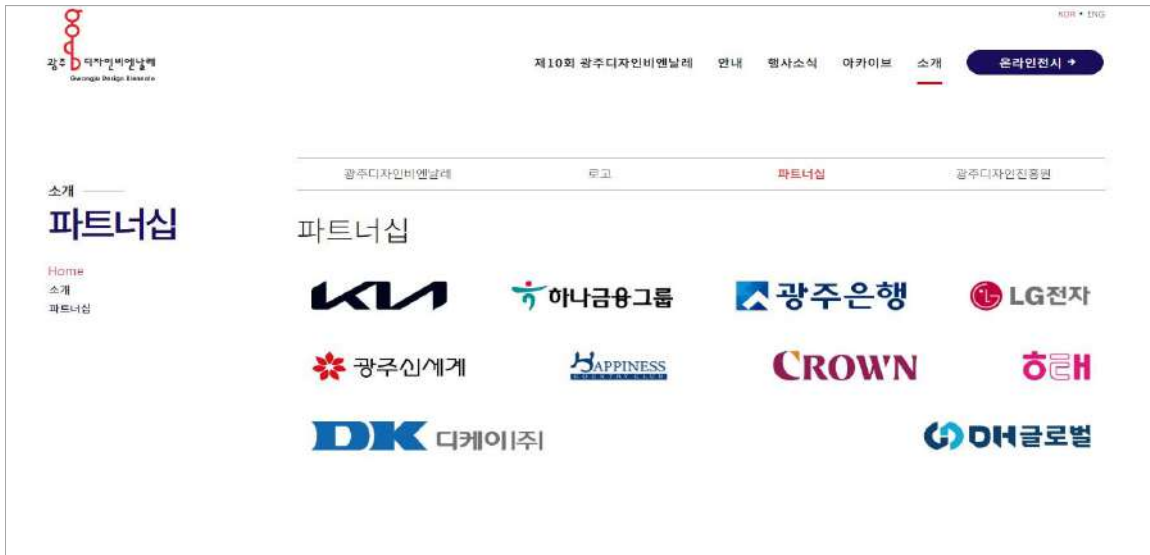 KOR • ENG
광주 디자인비엔날레
Gwangju Design Biennale
제10회 광주디자인비엔날레 안내 행사소식 아카이브 소개 온라인전시 →
광주디자인비엔날레 로고 파트너십 광주디자인진흥원
소개
파트너십
Home
소개
파트너십
파트너십
KIA 하나금융그룹 광주은행 LG전자
광주신세계 HAPPINESS COUNTRY CLUB CROWN 해태
DK 디케이(주) DH글로벌